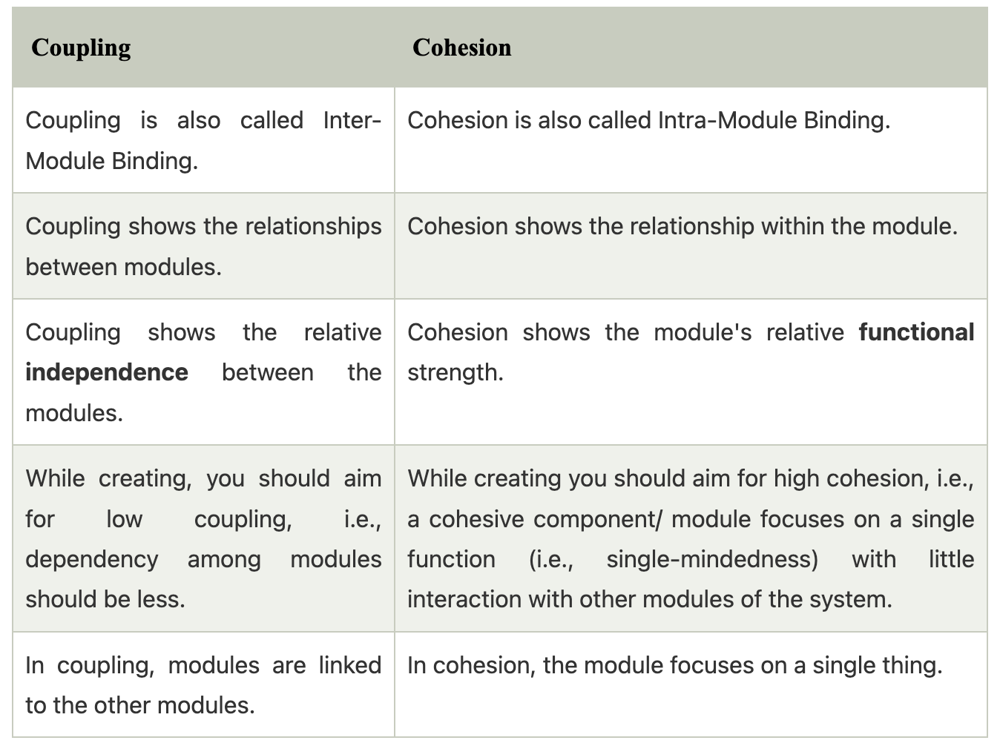 Coupling
Cohesion
Coupling is also called Inter-
Module Binding.
Cohesion is also called Intra-Module Binding.
Coupling shows the relationships
between modules.
Cohesion shows the relationship within the module.
Coupling shows the relative
independence between the
modules.
Cohesion shows the module's relative functional
strength.
While creating, you should aim
for low coupling, i.e.,
dependency among modules
should be less.
While creating you should aim for high cohesion, i.e.,
a cohesive component/ module focuses on a single
function (i.e., single-mindedness) with little
interaction with other modules of the system.
In coupling, modules are linked
to the other modules.
In cohesion, the module focuses on a single thing.